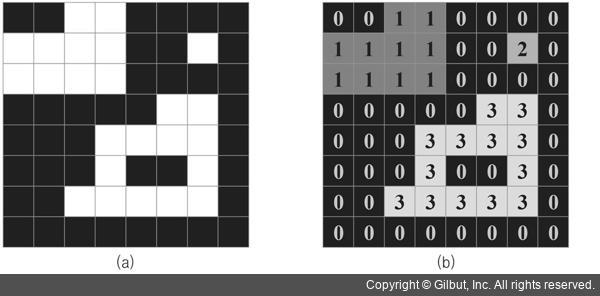 0 0 1 1 0 0 0 0
1 1 1 1 0 0 2 0
1 1 1 1 0 0 0 0
0 0 0 0 0 3 3 0
0 0 0 3 3 3 3 0
0 0 0 3 0 0 3 0
0 0 3 3 3 3 3 0
0 0 0 0 0 0 0 0
(a) (b)
Copyright © Gilbut, Inc. All rights reserved.